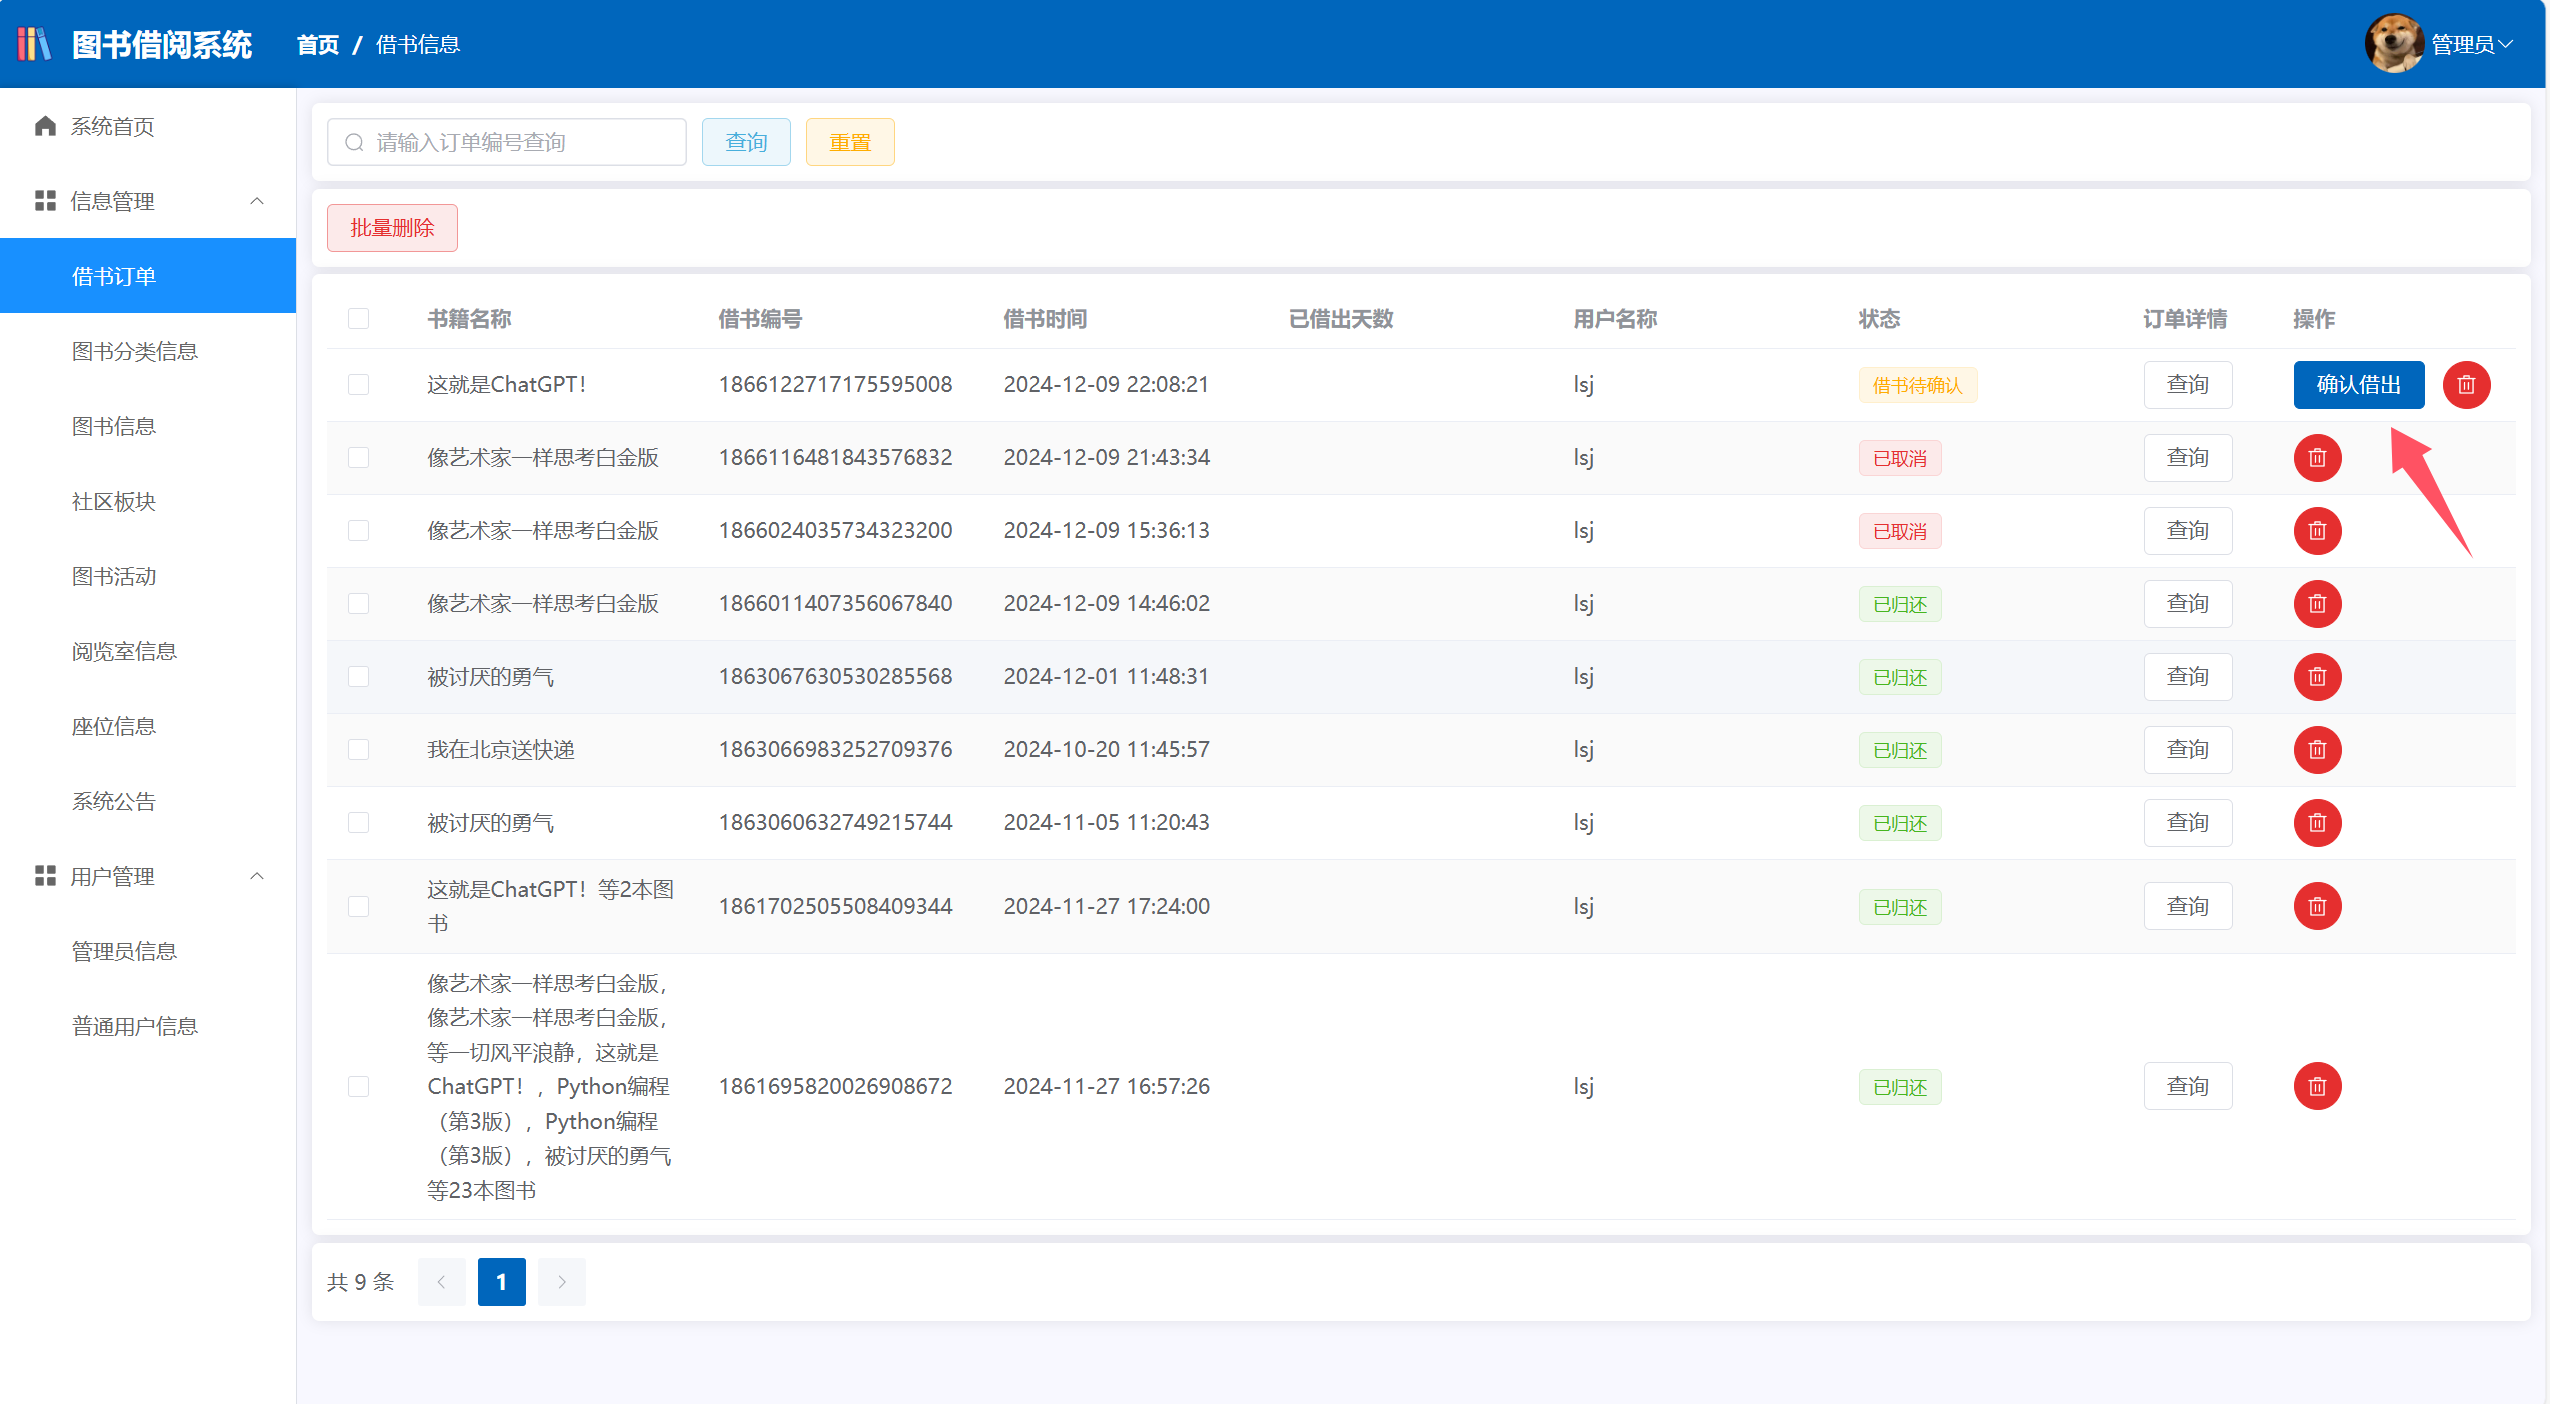 图书借阅系统
首页 / 借书信息
管理员
系统首页
信息管理
借书订单
图书分类信息
图书信息
社区板块
图书活动
阅览室信息
座位信息
系统公告
用户管理
管理员信息
普通用户信息
请输入订单编号查询 查询 重置
批量删除
书籍名称 借书编号 借书时间 已借出天数 用户名称 状态 订单详情 操作
这就是ChatGPT! 1866122717175595008 2024-12-09 22:08:21 lsj 借书待确认 查询 确认借出
像艺术家一样思考白金版 1866116481843576832 2024-12-09 21:43:34 lsj 已取消 查询
像艺术家一样思考白金版 1866024035734323200 2024-12-09 15:36:13 lsj 已取消 查询
像艺术家一样思考白金版 1866011407356067840 2024-12-09 14:46:02 lsj 已归还 查询
被讨厌的勇气 1863067630530285568 2024-12-01 11:48:31 lsj 已归还 查询
我在北京送快递 1863066983252709376 2024-10-20 11:45:57 lsj 已归还 查询
被讨厌的勇气 1863060632749215744 2024-11-05 11:20:43 lsj 已归还 查询
这就是ChatGPT！等2本图
书
1861702505508409344 2024-11-27 17:24:00 lsj 已归还 查询
像艺术家一样思考白金版，
像艺术家一样思考白金版，
等一切风平浪静，这就是
ChatGPT！，Python编程
（第3版），Python编程
（第3版），被讨厌的勇气
等23本图书
1861695820026908672 2024-11-27 16:57:26 lsj 已归还 查询
共 9 条 1